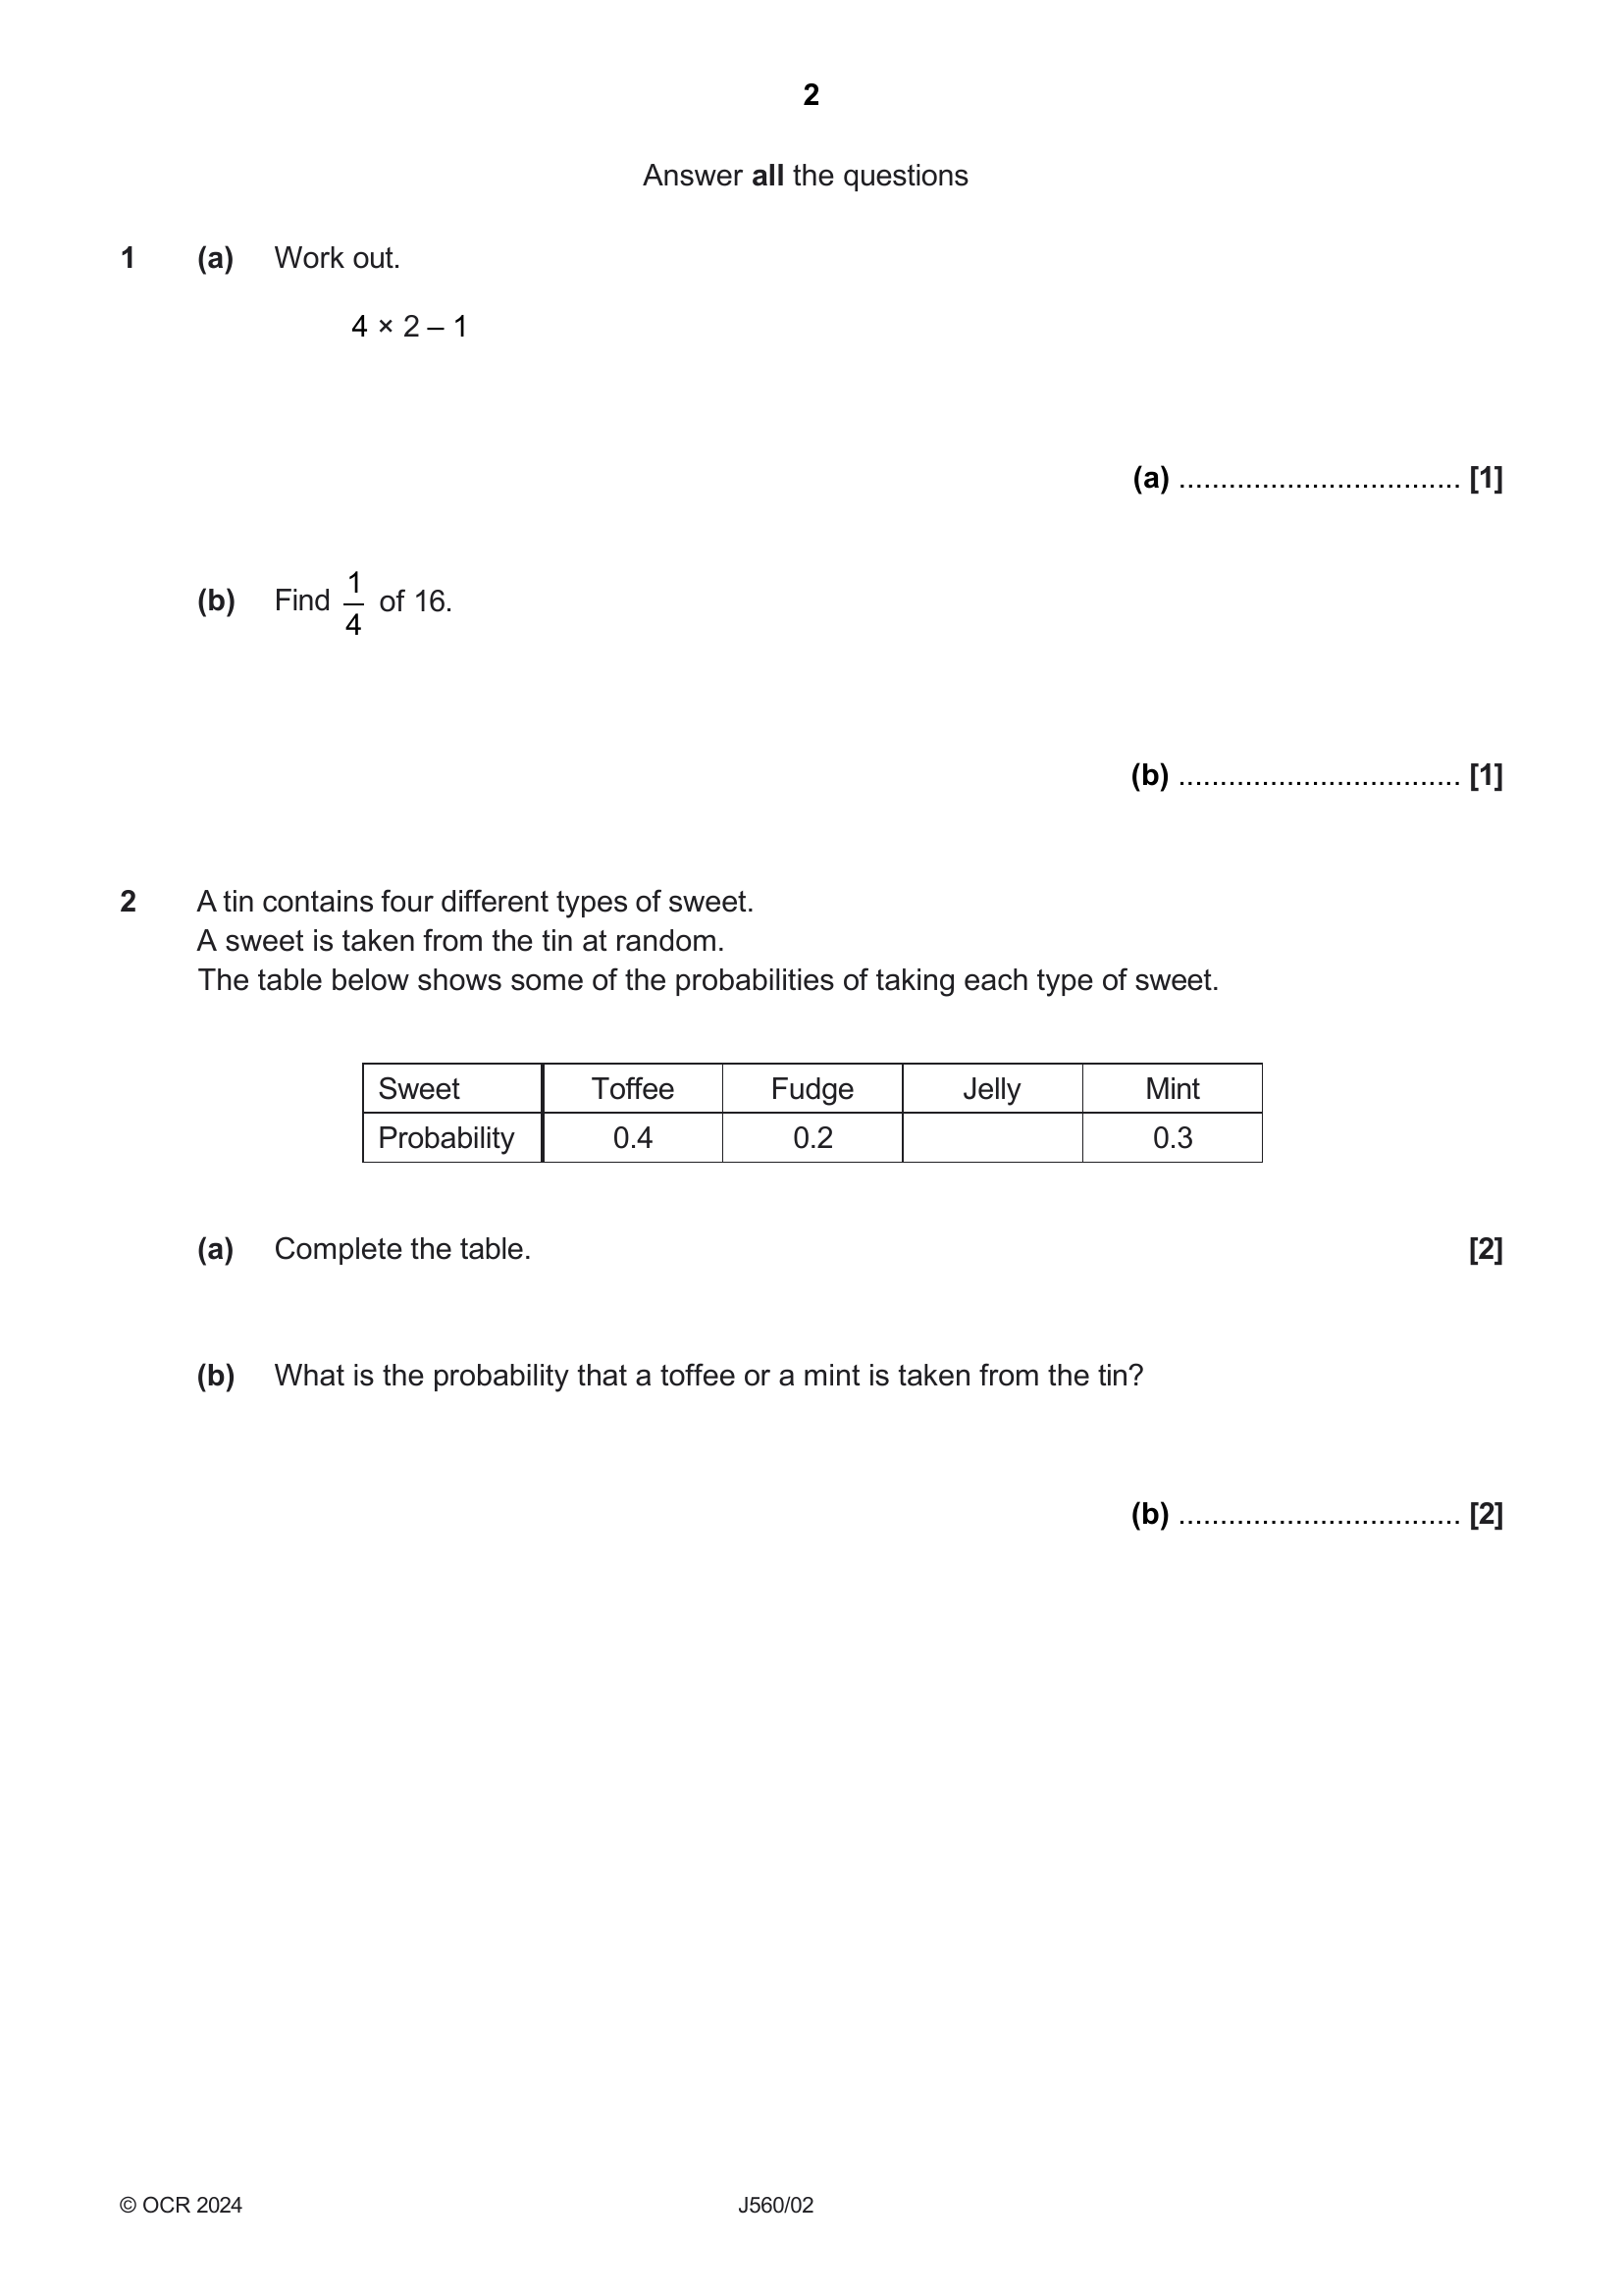 2
Answer all the questions
1 (a) Work out.
4 × 2 – 1
(a) .................................. [1]
(b) Find 1/4 of 16.
(b) .................................. [1]
2 A tin contains four different types of sweet.
A sweet is taken from the tin at random.
The table below shows some of the probabilities of taking each type of sweet.
Sweet Toffee Fudge Jelly Mint
Probability 0.4 0.2 0.3
(a) Complete the table. [2]
(b) What is the probability that a toffee or a mint is taken from the tin?
(b) .................................. [2]
© OCR 2024 J560/02